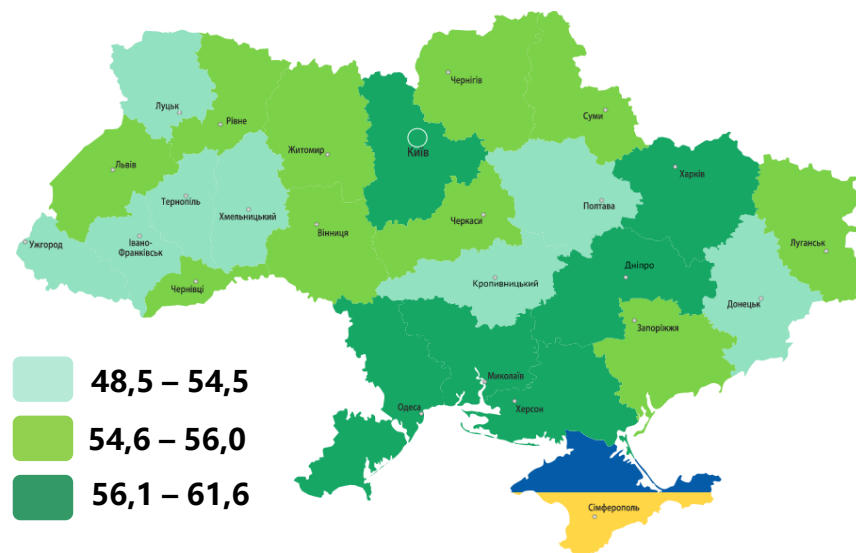 Чернігів
Луцьк
Рівне
Суми
Житомир
Київ
Львів
Харків
Тернопіль
Хмельницький
Полтава
Черкаси
Вінниця
Ужгород
Івано-
Франківськ
Луганськ
Дніпро
Чернівці
Кропивницький
Донецьк
Запоріжжя
Миколаїв
Одеса
Херсон
48,5 – 54,5
54,6 – 56,0
56,1 – 61,6
Сімферополь